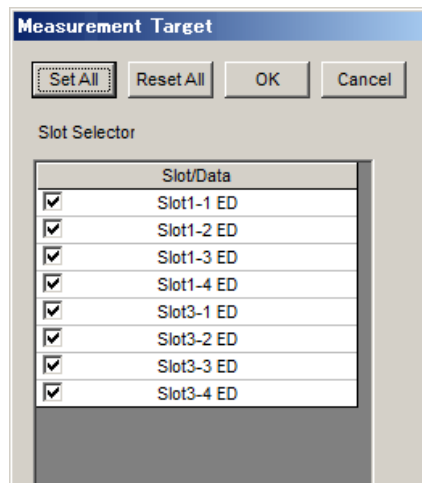 Measurement Target
Set All Reset All OK Cancel
Slot Selector
Slot/Data
Slot1-1 ED
Slot1-2 ED
Slot1-3 ED
Slot1-4 ED
Slot3-1 ED
Slot3-2 ED
Slot3-3 ED
Slot3-4 ED